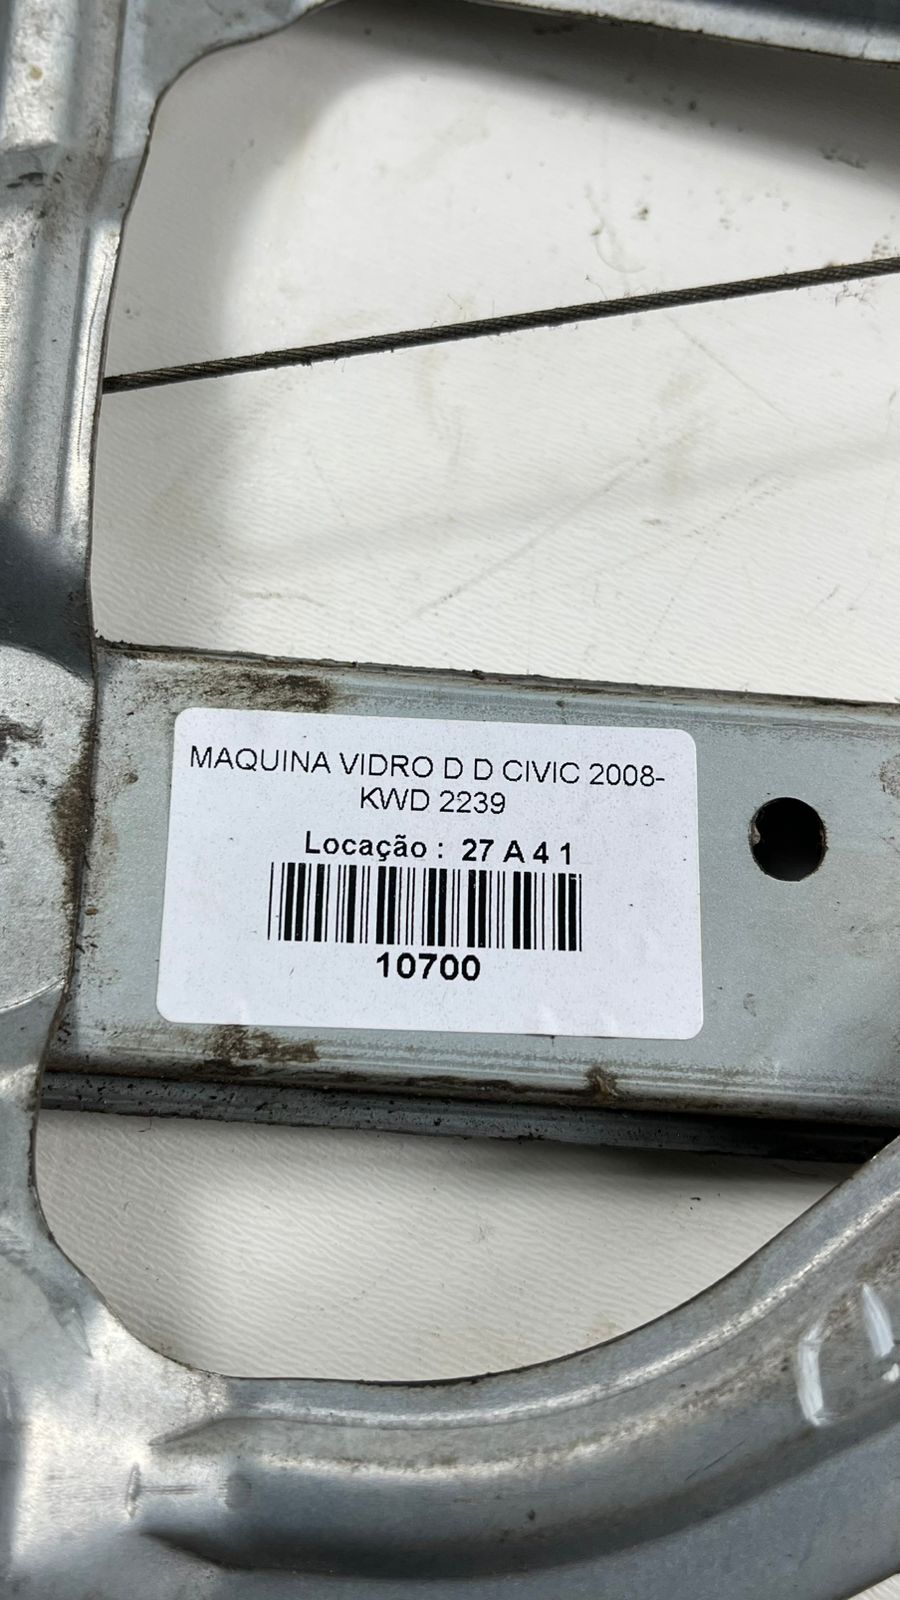 MAQUINA VIDRO D D CIVIC 2008-
KWD 2239
Locação : 27 A 4 1
10700